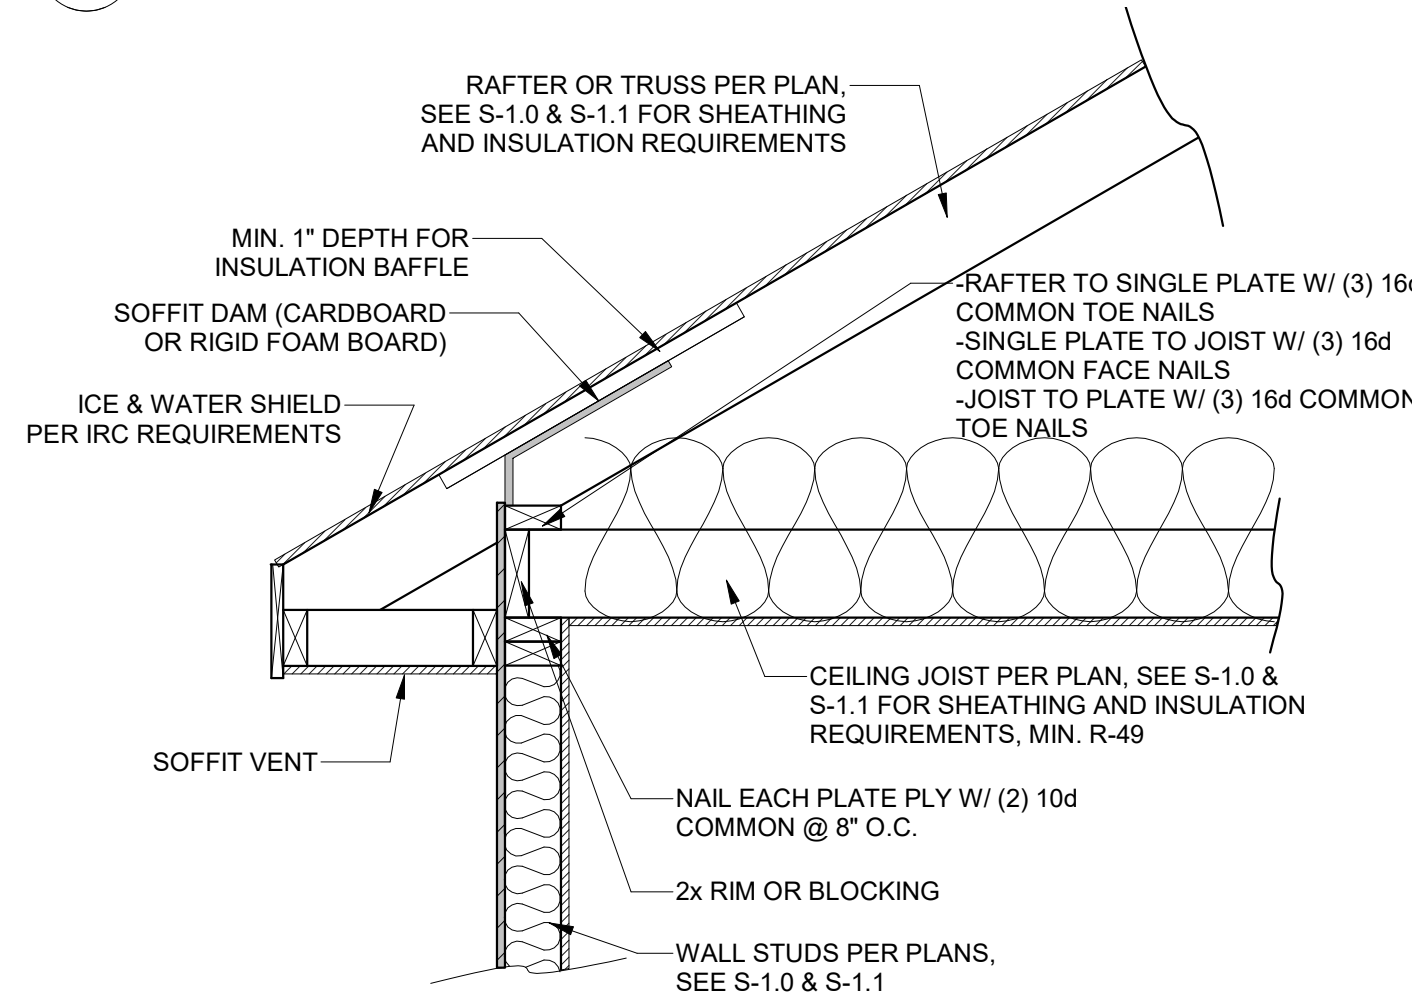 RAFTER OR TRUSS PER PLAN,
SEE S-1.0 & S-1.1 FOR SHEATHING
AND INSULATION REQUIREMENTS
MIN. 1" DEPTH FOR
INSULATION BAFFLE
SOFFIT DAM (CARDBOARD
OR RIGID FOAM BOARD)
ICE & WATER SHIELD
PER IRC REQUIREMENTS
-RAFTER TO SINGLE PLATE W/ (3) 16d
COMMON TOE NAILS
-SINGLE PLATE TO JOIST W/ (3) 16d
COMMON FACE NAILS
-JOIST TO PLATE W/ (3) 16d COMMON
TOE NAILS
CEILING JOIST PER PLAN, SEE S-1.0 &
S-1.1 FOR SHEATHING AND INSULATION
REQUIREMENTS, MIN. R-49
SOFFIT VENT
NAIL EACH PLATE PLY W/ (2) 10d
COMMON @ 8" O.C.
2x RIM OR BLOCKING
WALL STUDS PER PLANS,
SEE S-1.0 & S-1.1